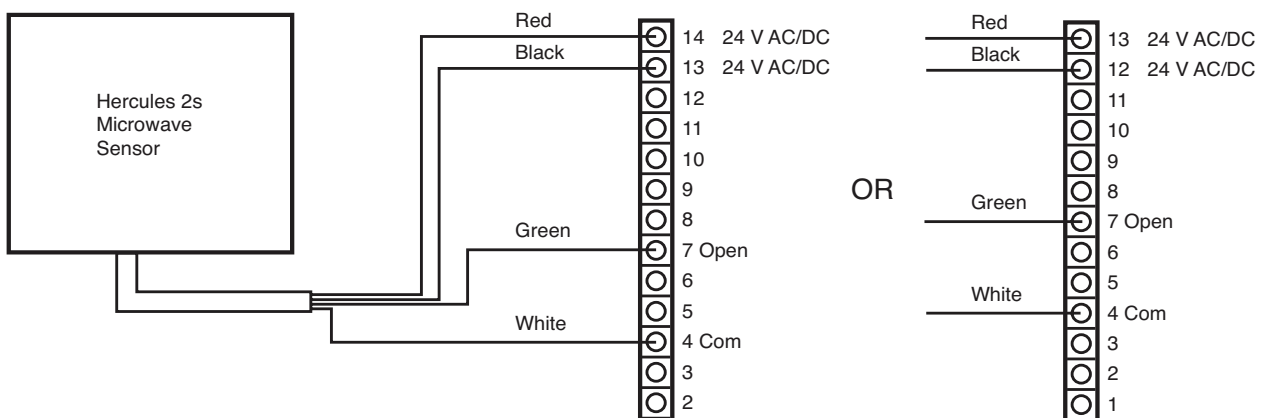 Hercules 2s
Microwave
Sensor
Red
Black
Green
White
14 24 V AC/DC
13 24 V AC/DC
12
11
10
9
8
7 Open
6
5
4 Com
3
2
OR
Red
Black
Green
White
13 24 V AC/DC
12 24 V AC/DC
11
10
9
8
7 Open
6
5
4 Com
3
2
1